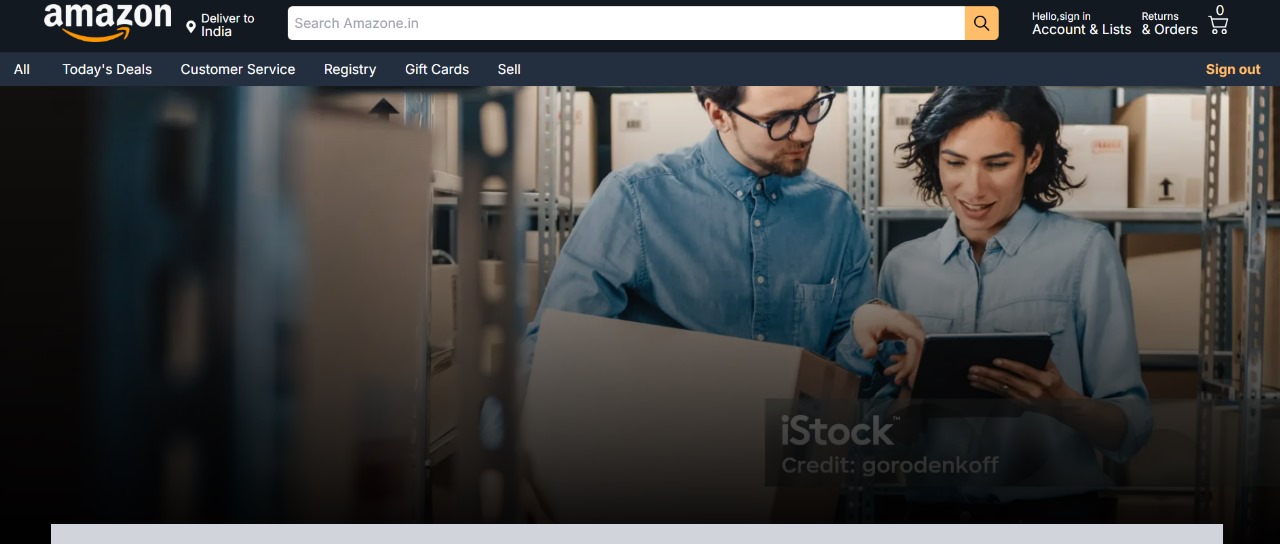 amazon
Deliver to
India
Search Amazone.in
Hello,sign in
Account & Lists
Returns
& Orders
0
All
Today's Deals
Customer Service
Registry
Gift Cards
Sell
Sign out
iStock™
Credit: gorodenkoff